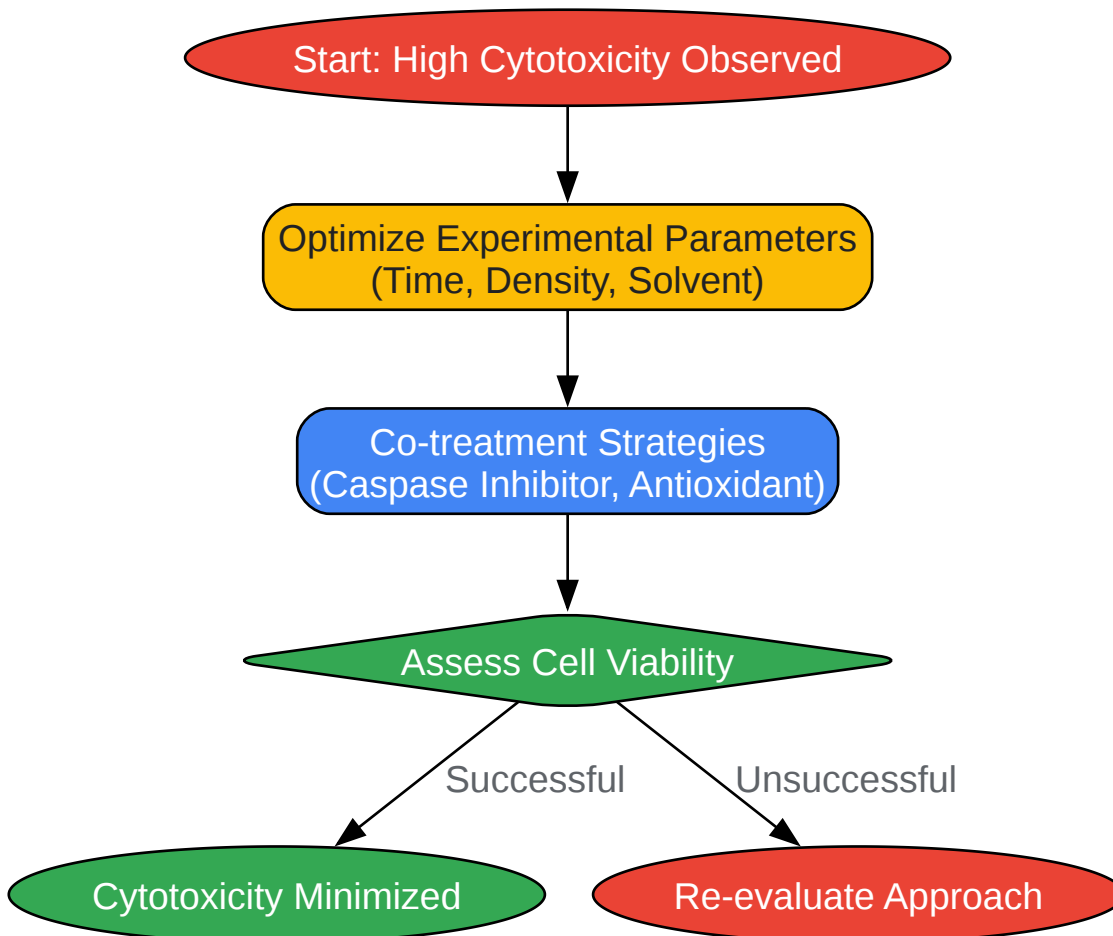 Start: High Cytotoxicity Observed
Optimize Experimental Parameters
(Time, Density, Solvent)
Co-treatment Strategies
(Caspase Inhibitor, Antioxidant)
Assess Cell Viability
Successful
Unsuccessful
Cytotoxicity Minimized
Re-evaluate Approach